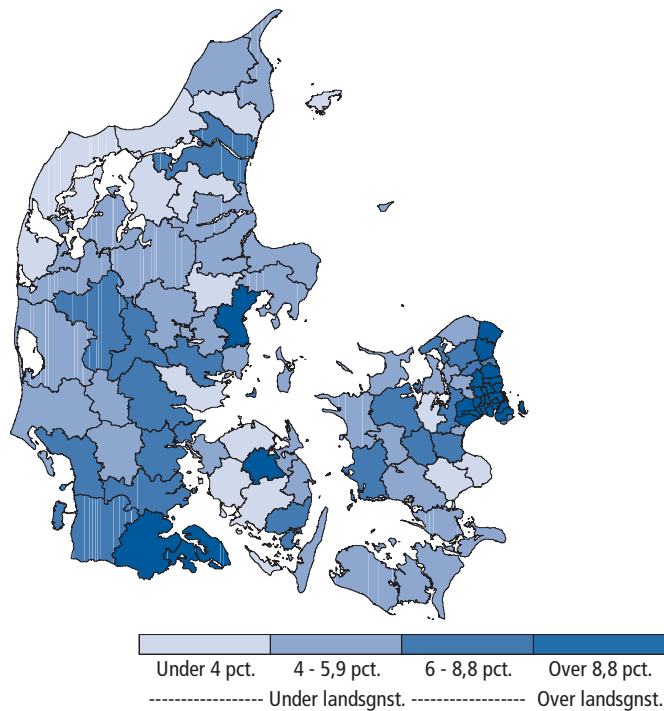 Under 4 pct. 4 - 5,9 pct. 6 - 8,8 pct. Over 8,8 pct.
----------------- Under landsgnst. ----------------- Over landsgnst.